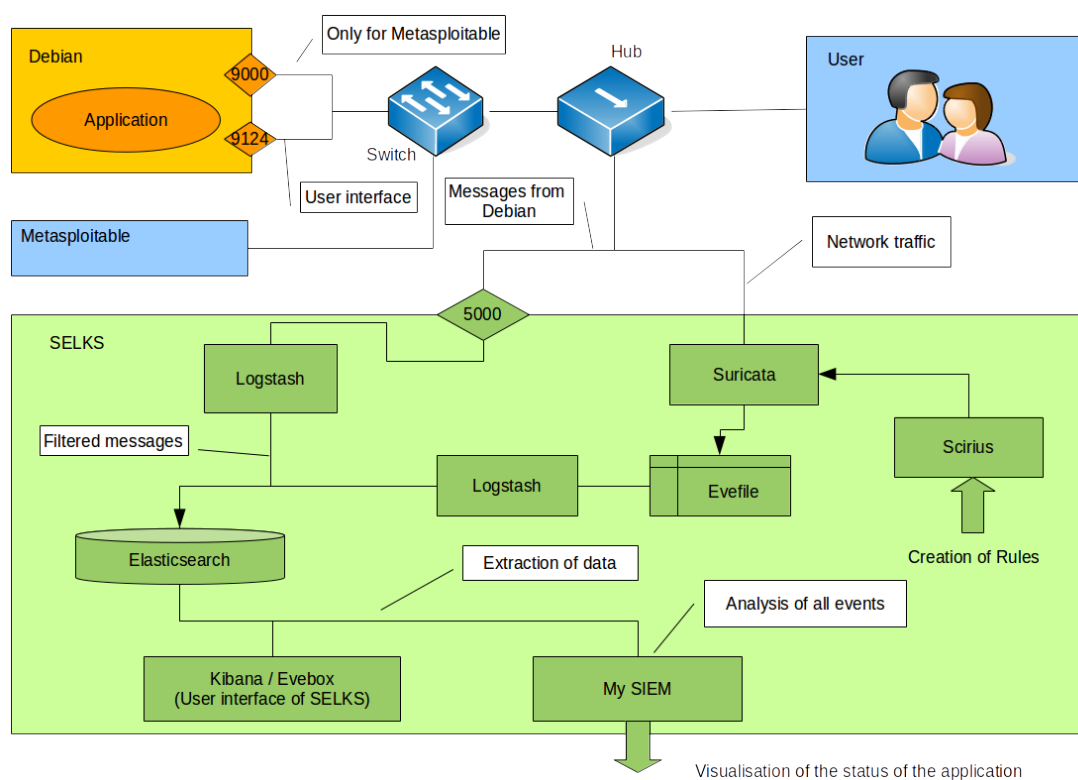 Only for Metasploitable
Hub
Debian
9000
User
Application
9124
Switch
User interface
Messages from
Debian
Metasploitable
Network traffic
5000
SELKS
Logstash
Suricata
Filtered messages
Scirius
Logstash
Evefile
Elasticsearch
Extraction of data
Creation of Rules
Analysis of all events
Kibana / Evebox
(User interface of SELKS)
My SIEM
Visualisation of the status of the application